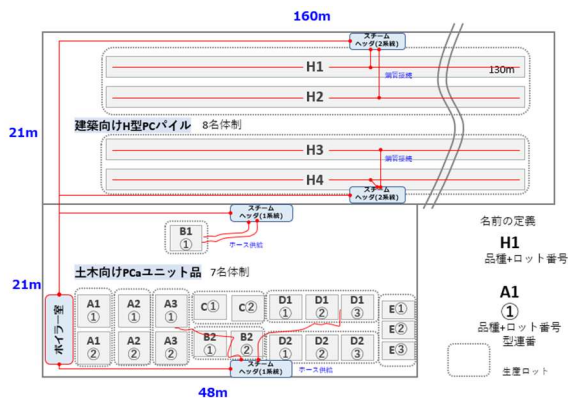 160m
スチーム
ヘッダ(2系統)
H1
130m
端部接続
H2
21m
建築向けH型PCパイル 8名体制
H3
端部接続
H4
スチーム
ヘッダ(2系統)
スチーム
ヘッダ(1系統)
B1
①
ホース供給
土木向けPCaユニット品 7名体制
21m
ボイラー室
A1
①
A2
①
A3
①
C①
C②
D1
①
D1
②
D1
③
E①
E②
E③
A1
②
A2
②
A3
②
B2
①
B2
②
D2
①
D2
②
D2
③
スチーム
ヘッダ(1系統)
ホース供給
48m
名前の定義
H1
品種+ロット番号
A1
①
品種+ロット番号
型連番
生産ロット